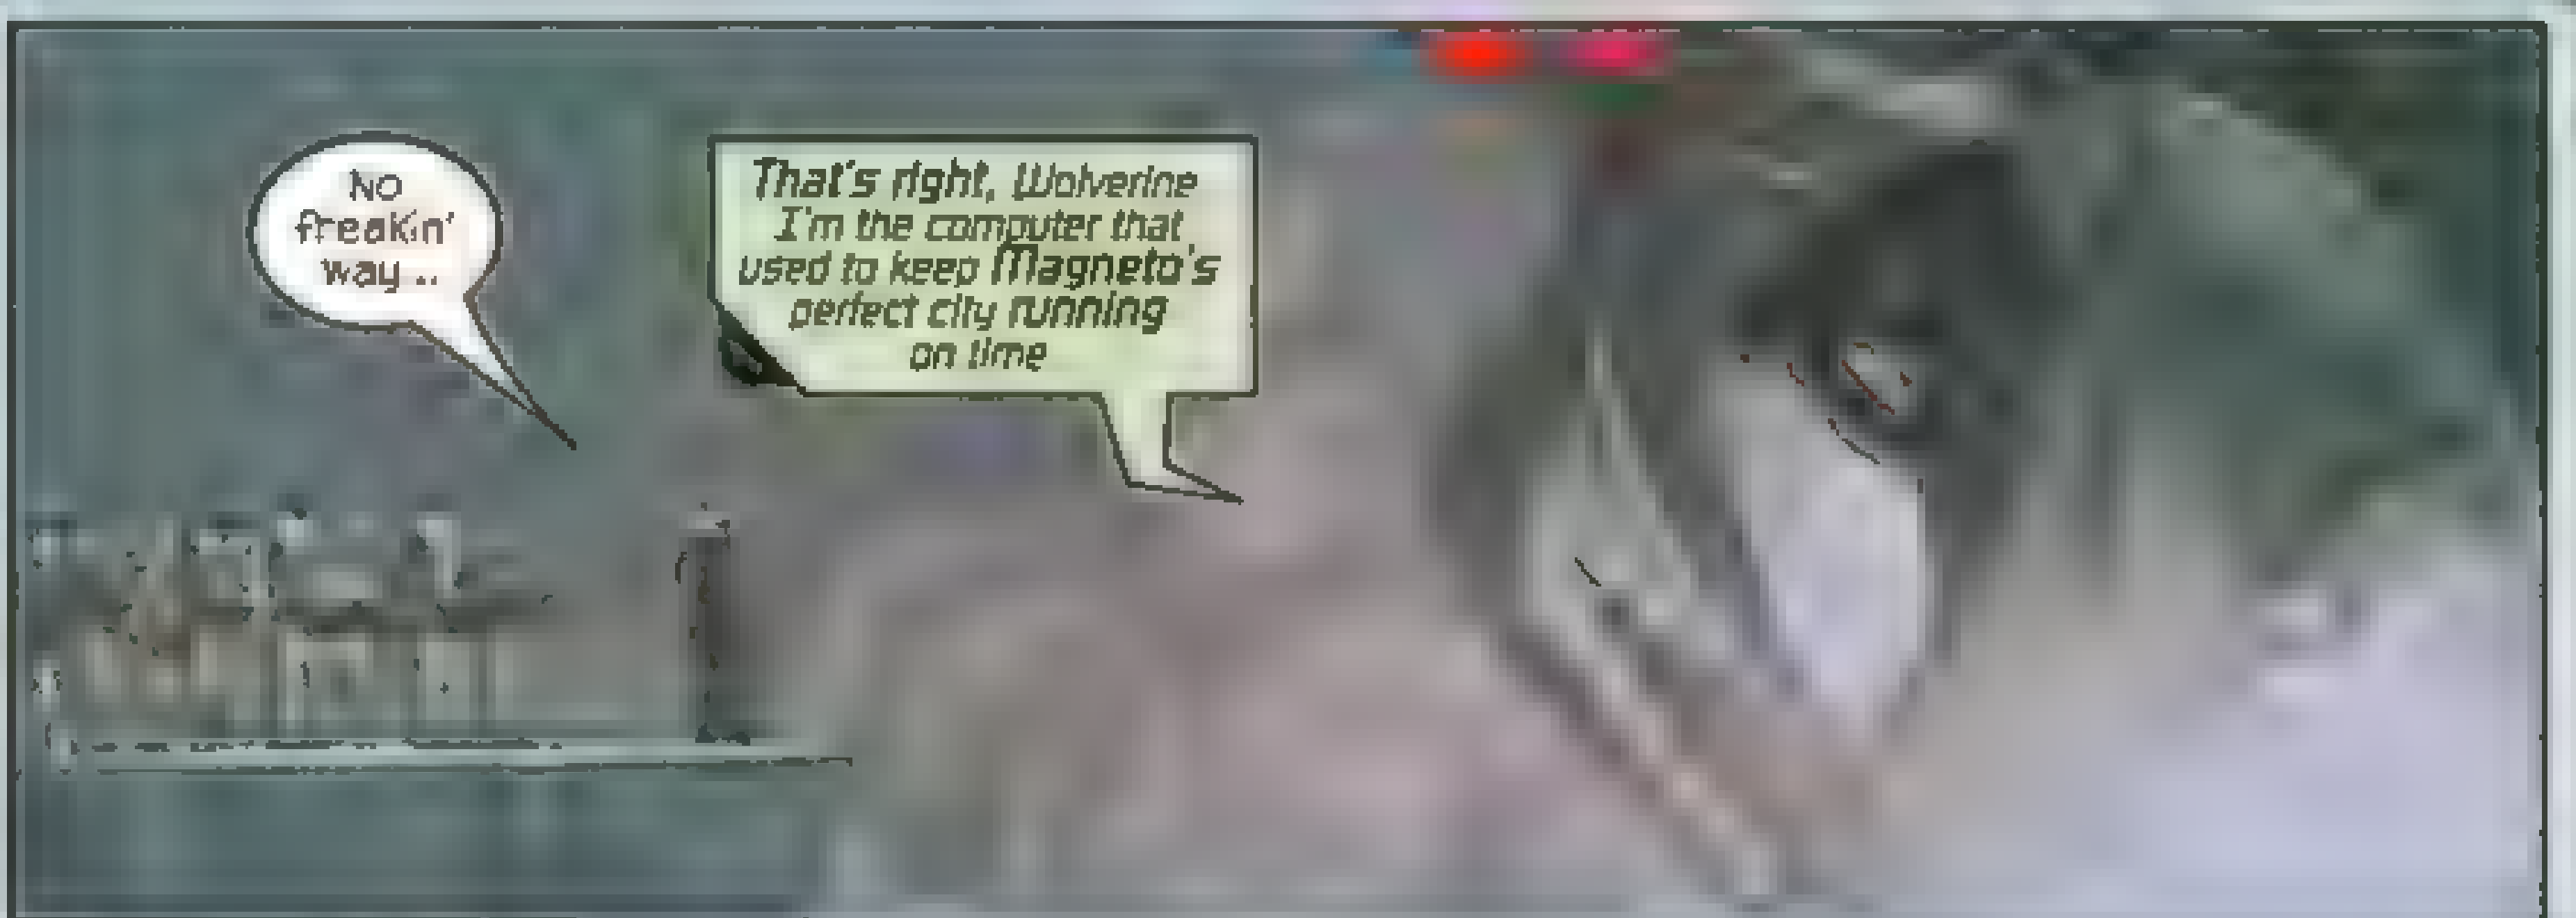 No
freakin'
way..
That's right, Wolverine
I'm the computer that
used to keep Magneto's
perfect city running
on time